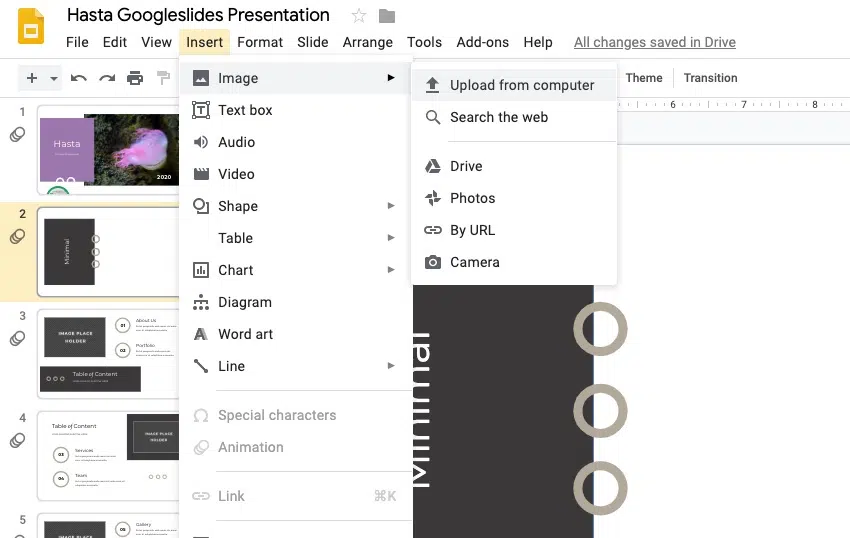 Hasta Googleslides Presentation
File Edit View Insert Format Slide Arrange Tools Add-ons Help All changes saved in Drive
Theme Transition
6 7 8
Image
Text box
Audio
Video
Shape
Table
Chart
Diagram
Word art
Line
Special characters
Animation
Link ⌘K
Upload from computer
Search the web
Drive
Photos
By URL
Camera
1
Hasta
2020
2
Minimal
3
IMAGE PLACE
HOLDER
01
About Us
02
Portfolio
Table of Content
4
Table of Content
IMAGE PLACE
HOLDER
03
Services
04
Team
5
IMAGE PLACE
05
Gallery
Minimal